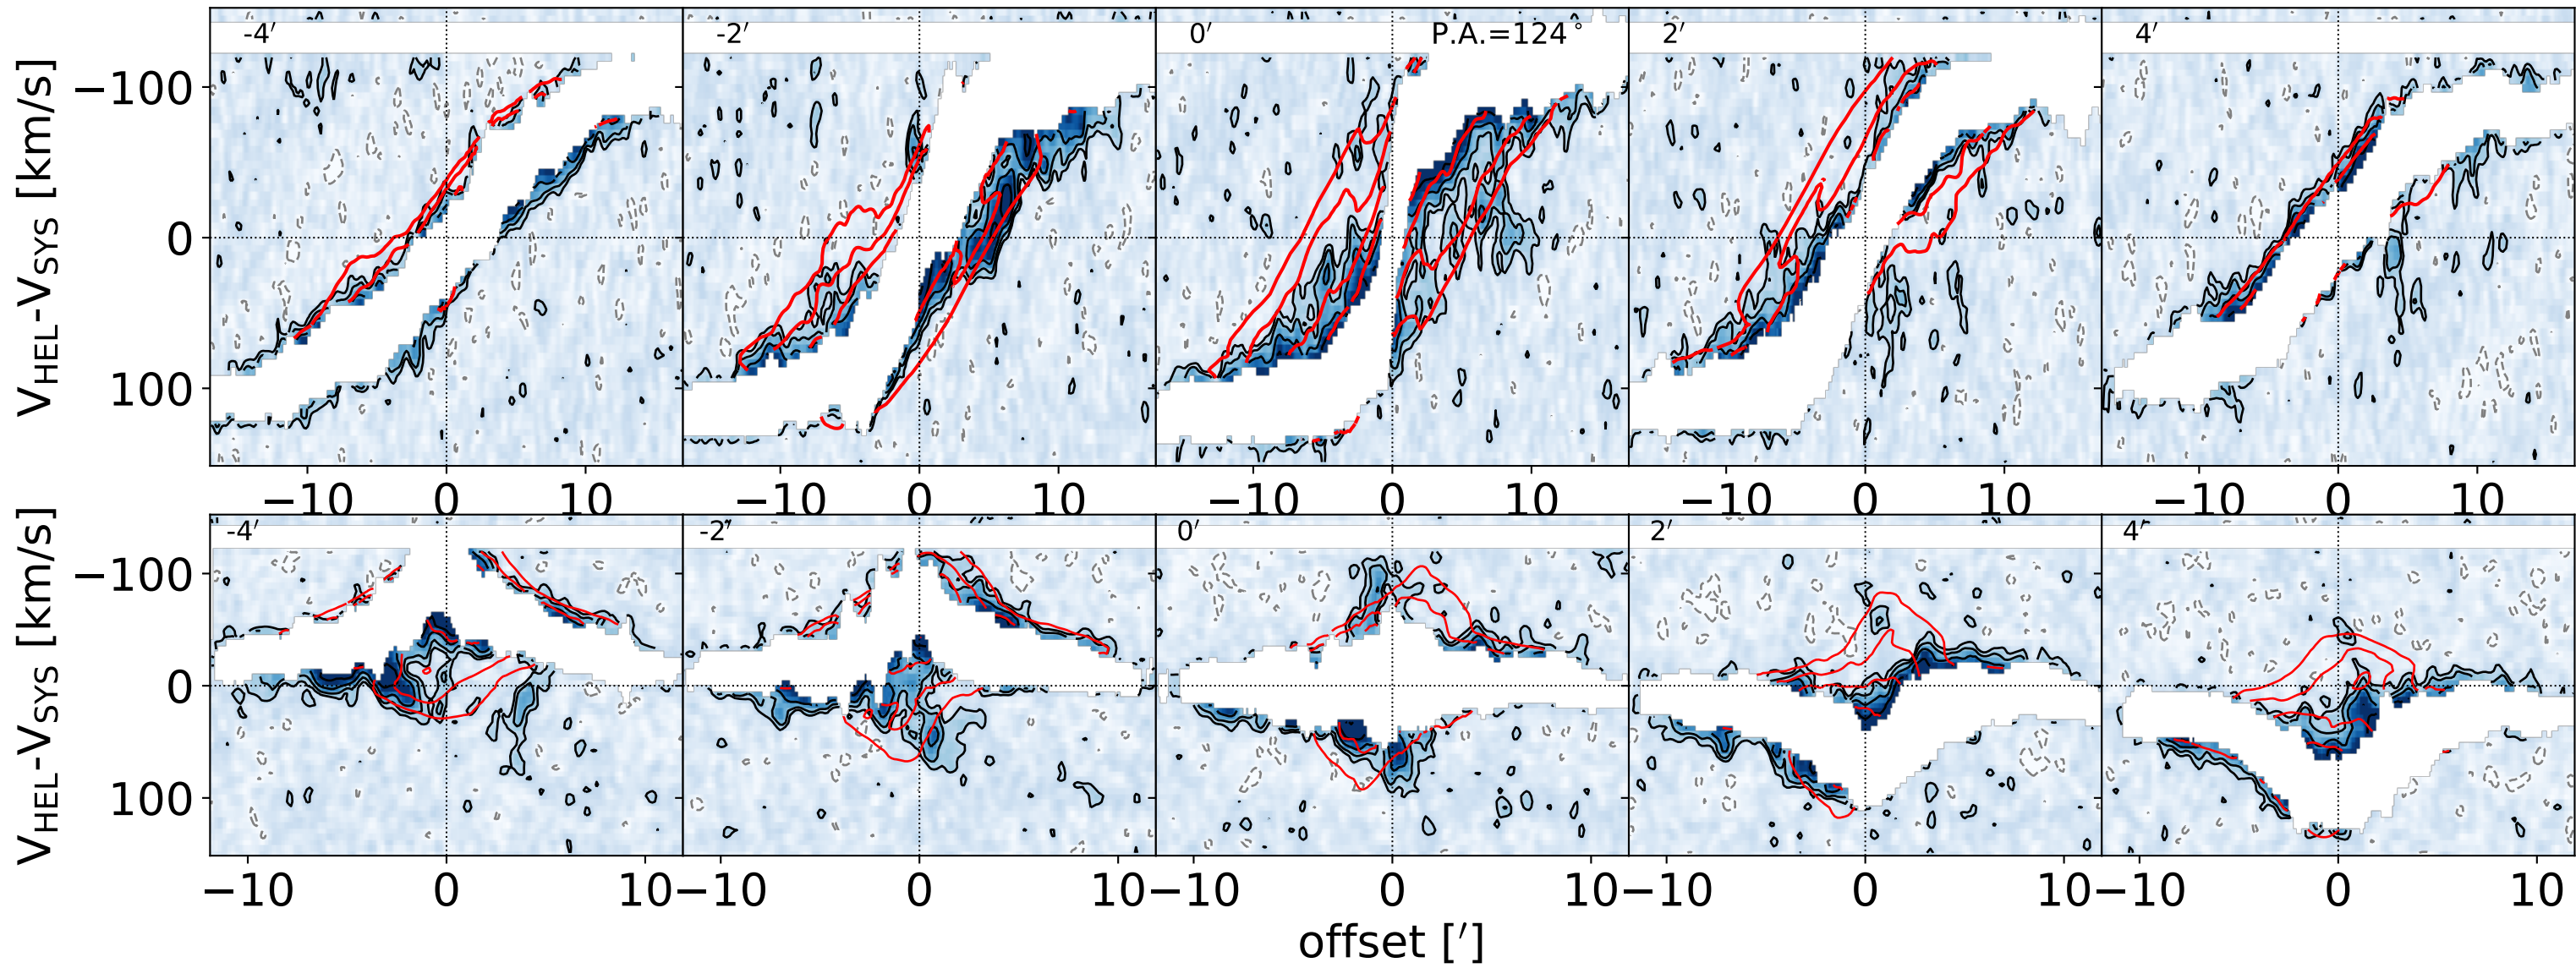 -4′ -2′ 0′ P.A.=124° 2′ 4′
V_HEL-V_SYS [km/s]
−100
0
100
−10 0 10 −10 0 10 −10 0 10 −10 0 10 −10 0 10
-4′ -2′ 0′ 2′ 4′
V_HEL-V_SYS [km/s]
−100
0
100
−10 0 10 −10 0 10 −10 0 10 −10 0 10 −10 0 10
offset [′]